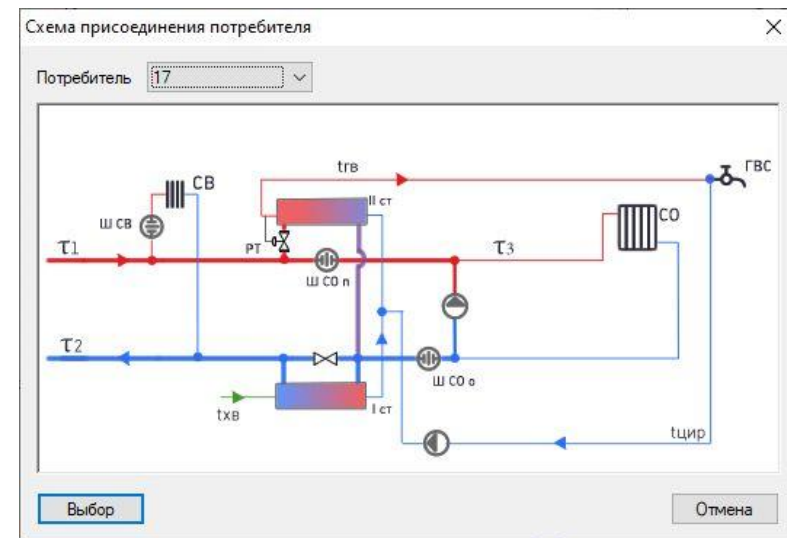 Схема присоединения потребителя
Потребитель 17
tгв
ГВС
СВ
II ст
СО
Ш СВ
τ1
РТ
τ3
Ш СО п
τ2
Ш СО о
tхв
I ст
tцир
Выбор
Отмена